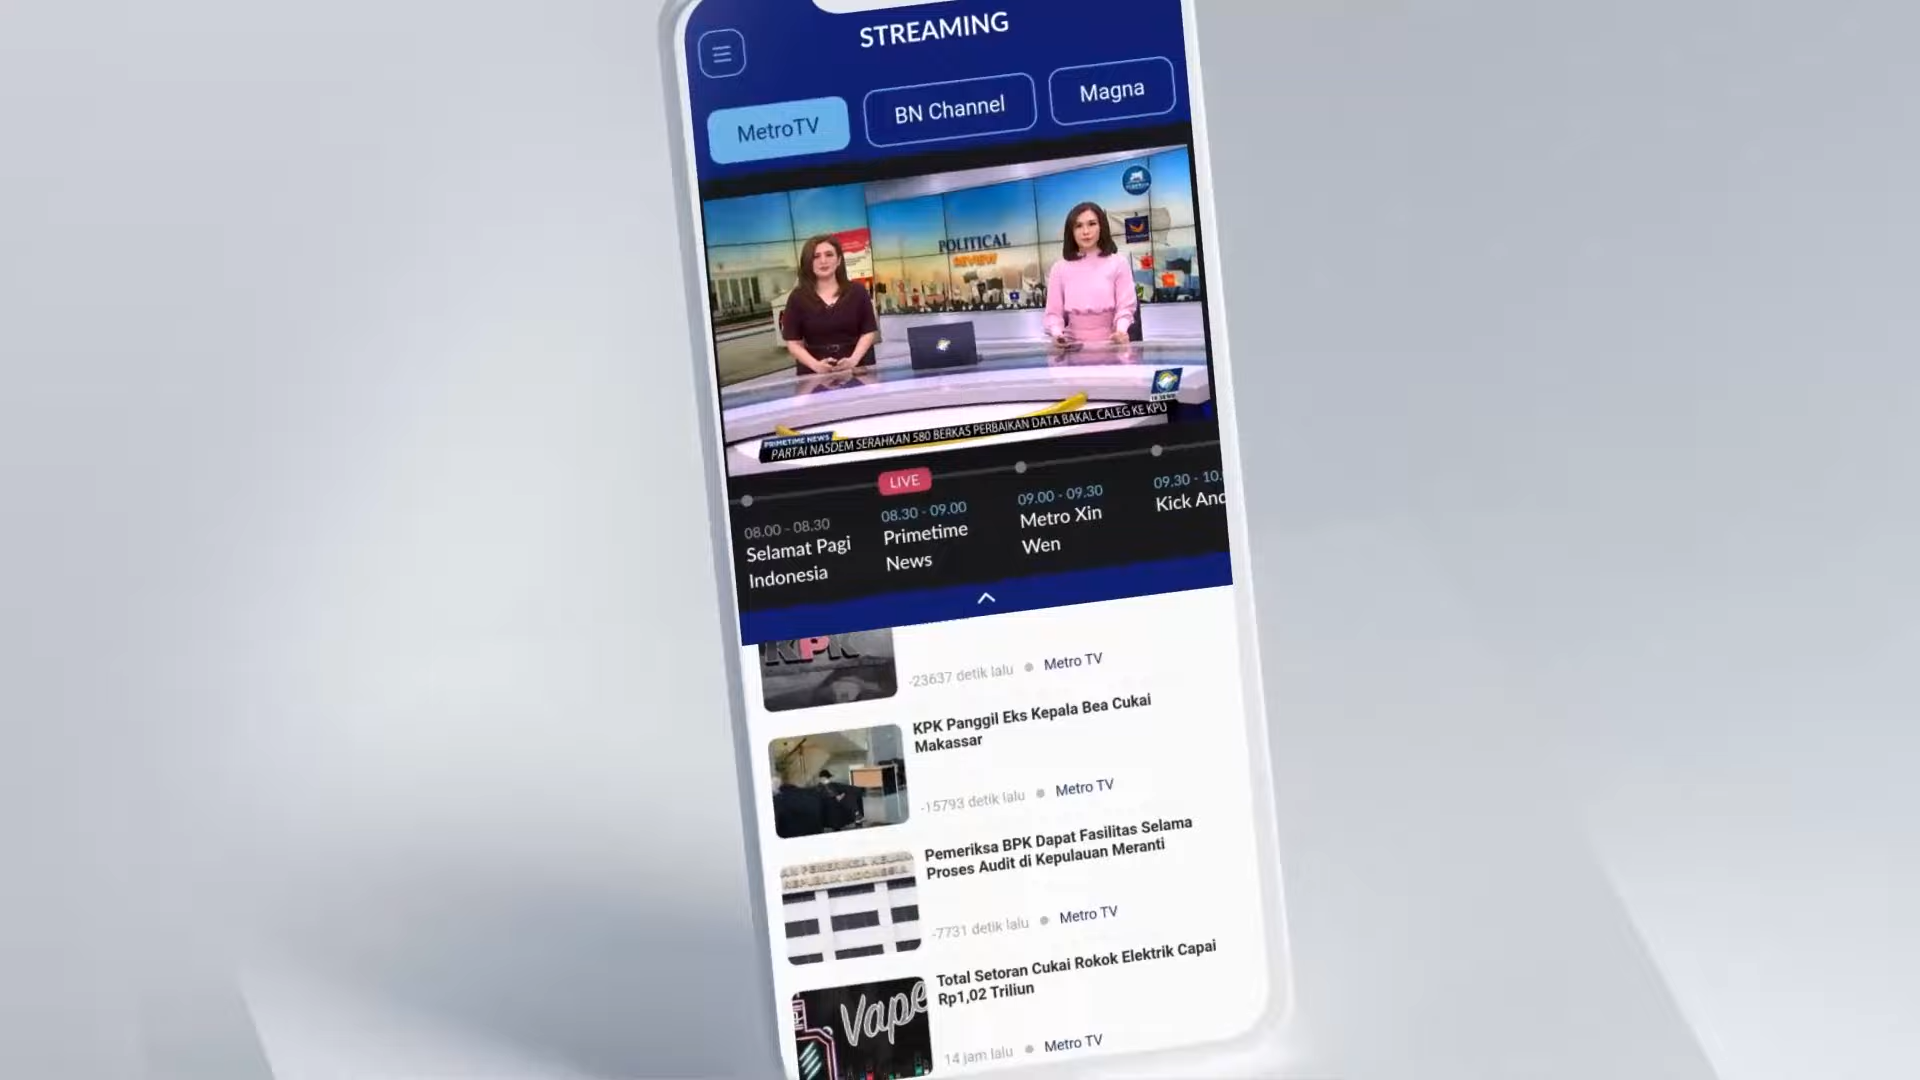 STREAMING
MetroTV
BN Channel
Magna
POLITICAL
REVIEW
PRIMETIME NEWS
PARTAI NASDEM SERAHKAN 580 BERKAS PERBAIKAN DATA BAKAL CALEG KE KPU
LIVE
08.00 - 08.30
Selamat Pagi
Indonesia
08.30 - 09.00
Primetime
News
09.00 - 09.30
Metro Xin
Wen
09.30 - 10.
Kick And
KPK
-23637 detik lalu
Metro TV
KPK Panggil Eks Kepala Bea Cukai
Makassar
-15793 detik lalu
Metro TV
Pemeriksa BPK Dapat Fasilitas Selama
Proses Audit di Kepulauan Meranti
REPUBLIK INDONESIA
-7731 detik lalu
Metro TV
Total Setoran Cukai Rokok Elektrik Capai
Rp1,02 Triliun
Vape
14 jam lalu
Metro TV